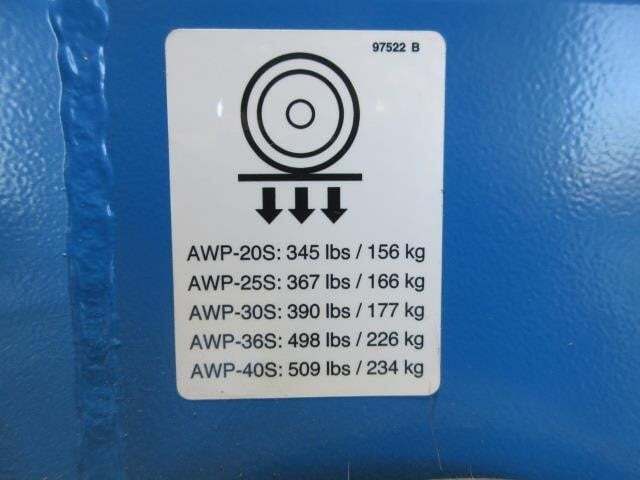 97522 B
AWP-20S: 345 lbs / 156 kg
AWP-25S: 367 lbs / 166 kg
AWP-30S: 390 lbs / 177 kg
AWP-36S: 498 lbs / 226 kg
AWP-40S: 509 lbs / 234 kg